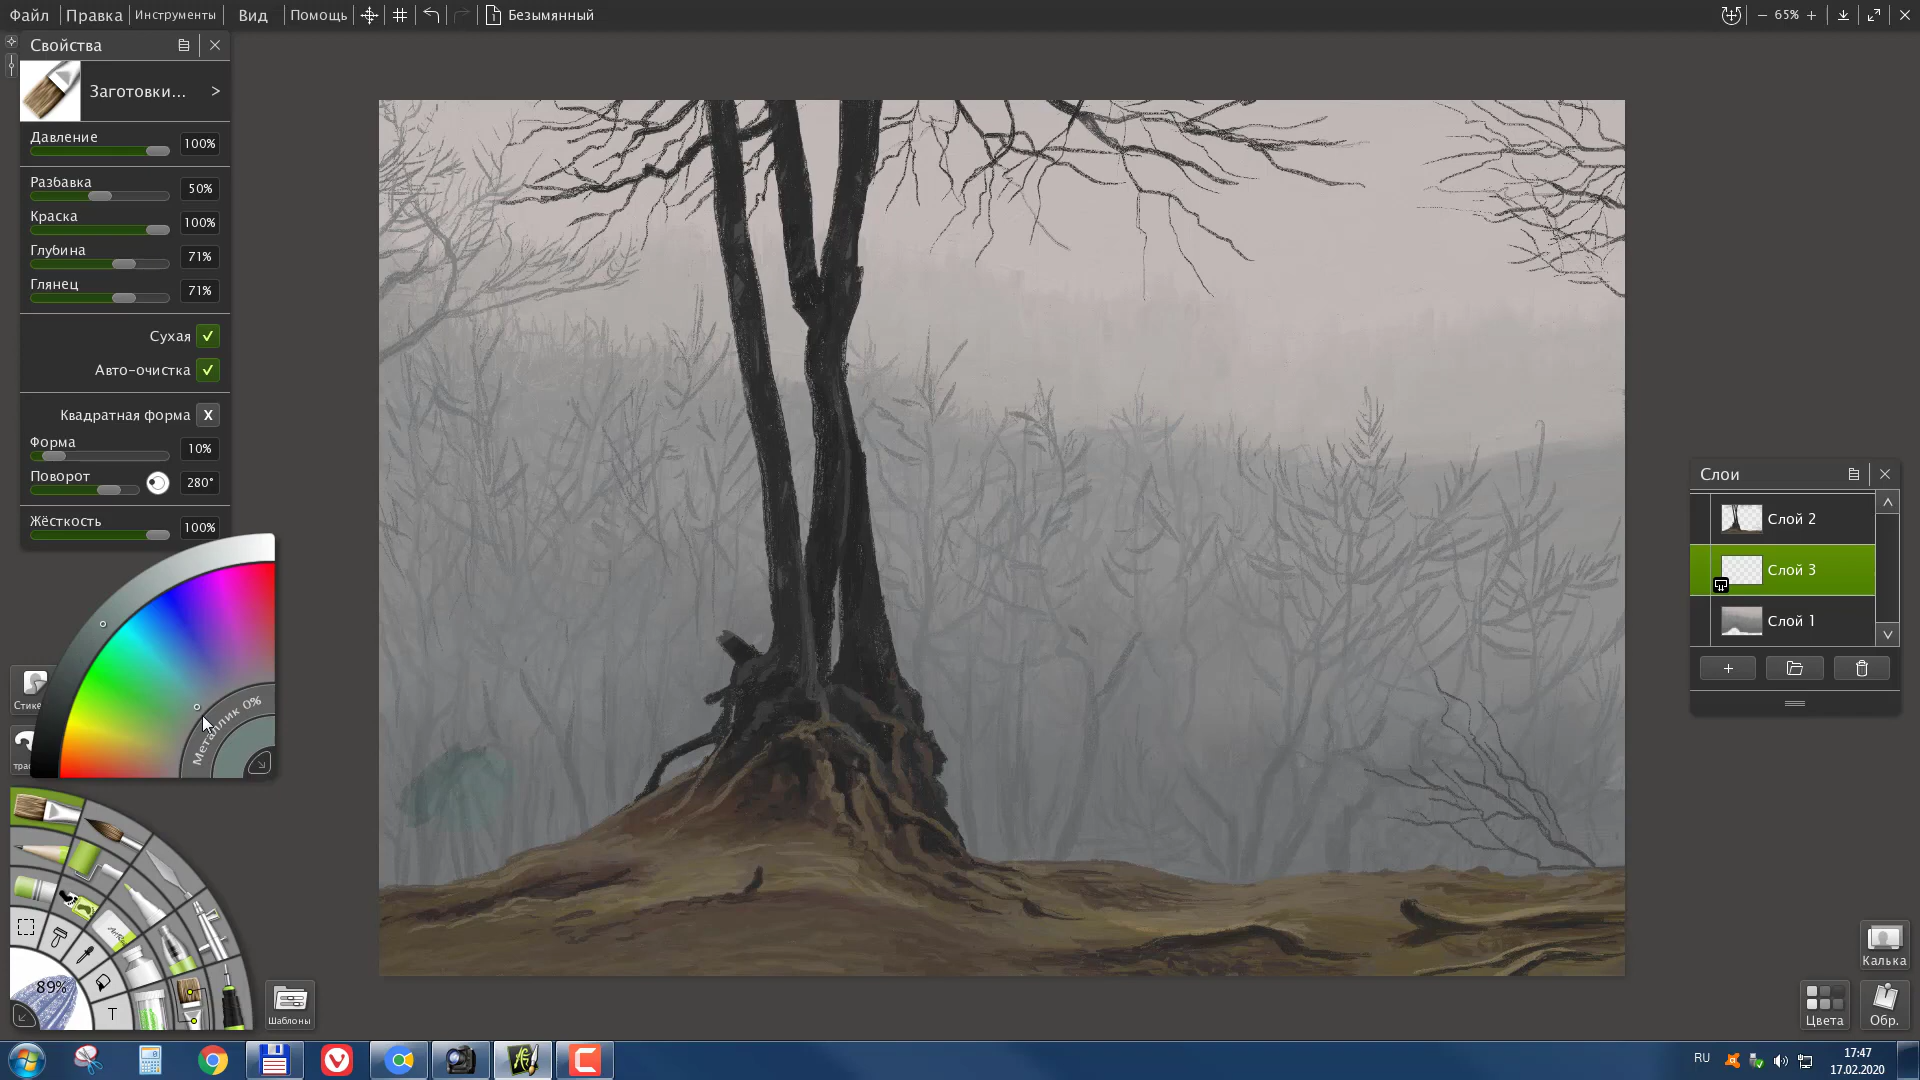 Файл
Правка
Инструменты
Вид
Помощь
1
Безымянный
65%
Свойства
Заготовки... >
Давление 100%
Разбавка 50%
Краска 100%
Глубина 71%
Глянец 71%
Сухая
Авто-очистка
Квадратная форма X
Форма 10%
Поворот 280°
Жёсткость 100%
Металлик 0%
89%
T
Шаблоны
Слои
Слой 2
Слой 3
Слой 1
Калька
Цвета
Обр.
RU
17:47
17.02.2020